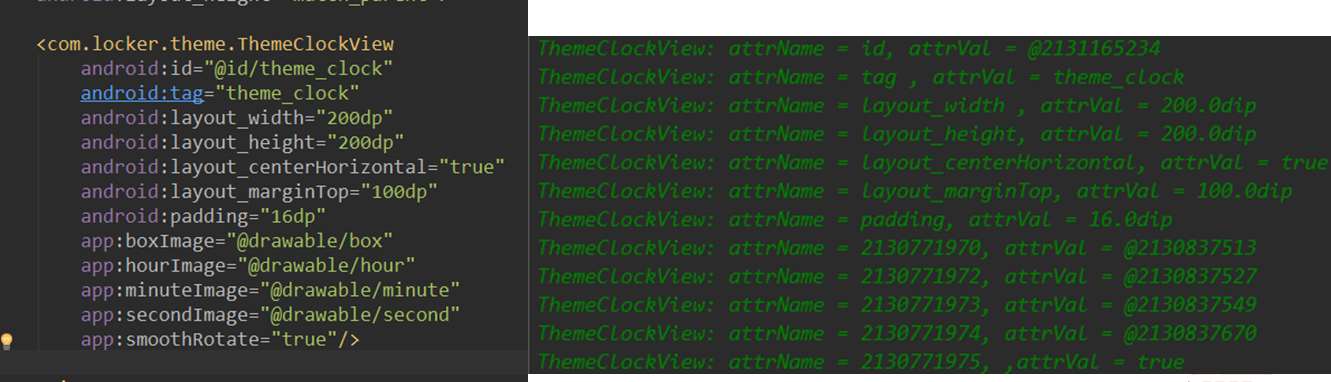 <com.locker.theme.ThemeClockView
android:id="@id/theme_clock"
android:tag="theme_clock"
android:layout_width="200dp"
android:layout_height="200dp"
android:layout_centerHorizontal="true"
android:layout_marginTop="100dp"
android:padding="16dp"
app:boxImage="@drawable/box"
app:hourImage="@drawable/hour"
app:minuteImage="@drawable/minute"
app:secondImage="@drawable/second"
app:smoothRotate="true"/>
ThemeClockView: attrName = id, attrVal = @2131165234
ThemeClockView: attrName = tag , attrVal = theme_clock
ThemeClockView: attrName = layout_width , attrVal = 200.0dip
ThemeClockView: attrName = layout_height, attrVal = 200.0dip
ThemeClockView: attrName = layout_centerHorizontal, attrVal = true
ThemeClockView: attrName = layout_marginTop, attrVal = 100.0dip
ThemeClockView: attrName = padding, attrVal = 16.0dip
ThemeClockView: attrName = 2130771970, attrVal = @2130837513
ThemeClockView: attrName = 2130771972, attrVal = @2130837527
ThemeClockView: attrName = 2130771973, attrVal = @2130837549
ThemeClockView: attrName = 2130771974, attrVal = @2130837670
ThemeClockView: attrName = 2130771975, ,attrVal = true